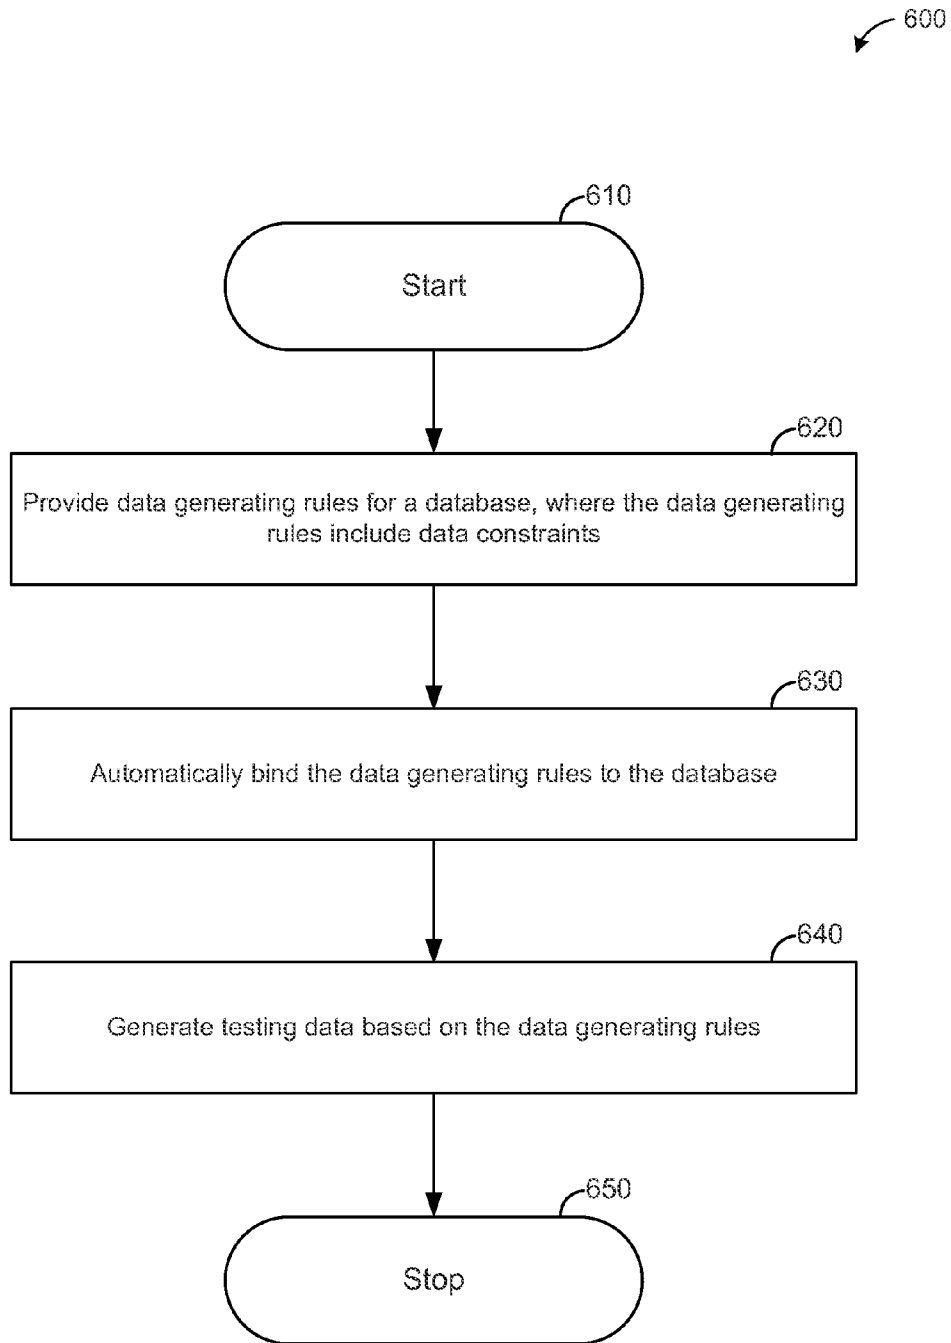 600
610
Start
620
Provide data generating rules for a database, where the data generating
rules include data constraints
630
Automatically bind the data generating rules to the database
640
Generate testing data based on the data generating rules
650
Stop